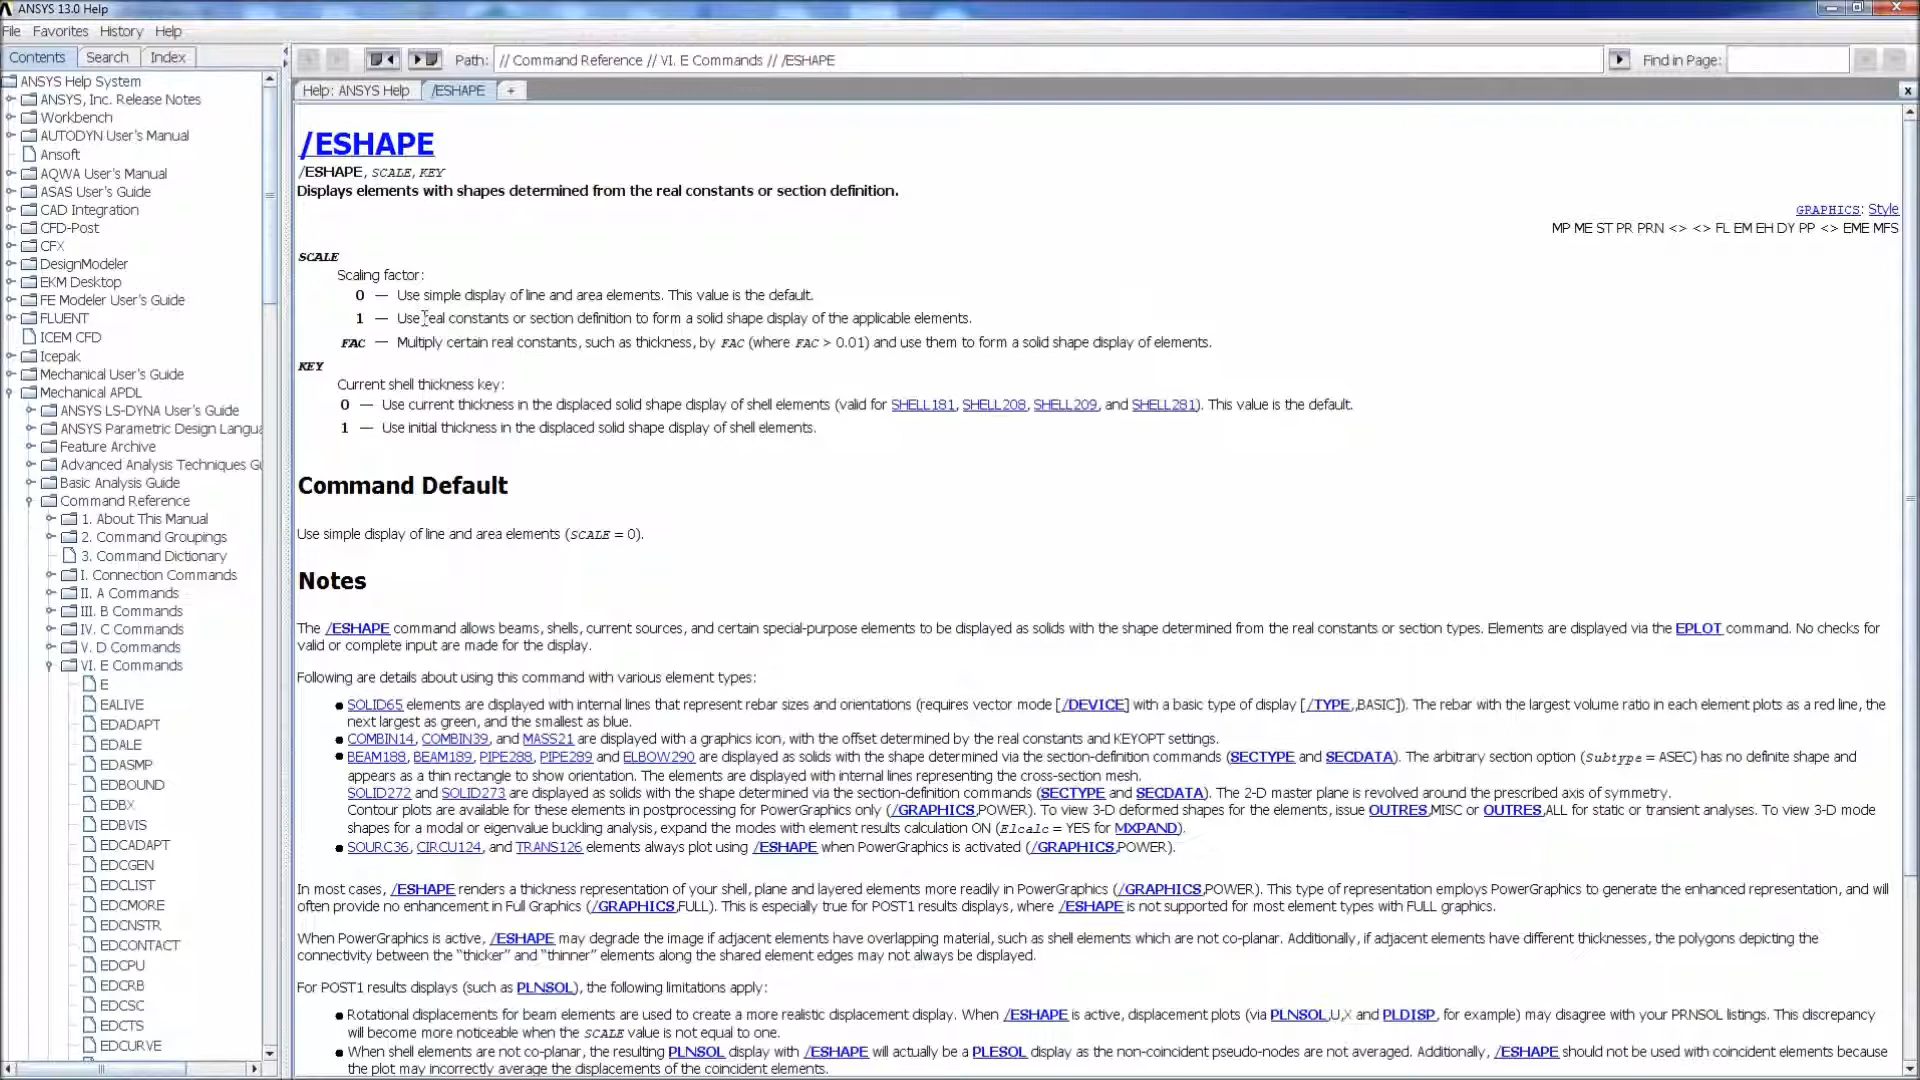 ANSYS 13.0 Help
File Favorites History Help
Contents Search Index
Path: // Command Reference // VI. E Commands // /ESHAPE
Find in Page:
Help: ANSYS Help /ESHAPE +
ANSYS Help System
ANSYS, Inc. Release Notes
Workbench
AUTODYN User's Manual
Ansoft
AQWA User's Manual
ASAS User's Guide
CAD Integration
CFD-Post
CFX
DesignModeler
EKM Desktop
FE Modeler User's Guide
FLUENT
ICEM CFD
Icepak
Mechanical User's Guide
Mechanical APDL
ANSYS LS-DYNA User's Guide
ANSYS Parametric Design Langua
Feature Archive
Advanced Analysis Techniques Gu
Basic Analysis Guide
Command Reference
1. About This Manual
2. Command Groupings
3. Command Dictionary
I. Connection Commands
II. A Commands
III. B Commands
IV. C Commands
V. D Commands
VI. E Commands
E
EALIVE
EDADAPT
EDALE
EDASMP
EDBOUND
EDBX
EDBVIS
EDCADAPT
EDCGEN
EDCLIST
EDCMORE
EDCNSTR
EDCONTACT
EDCPU
EDCRB
EDCSC
EDCTS
EDCURVE
/ESHAPE
/ESHAPE, SCALE, KEY
Displays elements with shapes determined from the real constants or section definition.
GRAPHICS: Style
MP ME ST PR PRN <> <> FL EM EH DY PP <> EME MFS
SCALE
Scaling factor:
0 — Use simple display of line and area elements. This value is the default.
1 — Use real constants or section definition to form a solid shape display of the applicable elements.
FAC — Multiply certain real constants, such as thickness, by FAC (where FAC > 0.01) and use them to form a solid shape display of elements.
KEY
Current shell thickness key:
0 — Use current thickness in the displaced solid shape display of shell elements (valid for SHELL181, SHELL208, SHELL209, and SHELL281). This value is the default.
1 — Use initial thickness in the displaced solid shape display of shell elements.
Command Default
Use simple display of line and area elements (SCALE = 0).
Notes
The /ESHAPE command allows beams, shells, current sources, and certain special-purpose elements to be displayed as solids with the shape determined from the real constants or section types. Elements are displayed via the EPLOT command. No checks for
valid or complete input are made for the display.
Following are details about using this command with various element types:
● SOLID65 elements are displayed with internal lines that represent rebar sizes and orientations (requires vector mode [/DEVICE] with a basic type of display [/TYPE,,BASIC]). The rebar with the largest volume ratio in each element plots as a red line, the
next largest as green, and the smallest as blue.
● COMBIN14, COMBIN39, and MASS21 are displayed with a graphics icon, with the offset determined by the real constants and KEYOPT settings.
● BEAM188, BEAM189, PIPE288, PIPE289 and ELBOW290 are displayed as solids with the shape determined via the section-definition commands (SECTYPE and SECDATA). The arbitrary section option (Subtype = ASEC) has no definite shape and
appears as a thin rectangle to show orientation. The elements are displayed with internal lines representing the cross-section mesh.
SOLID272 and SOLID273 are displayed as solids with the shape determined via the section-definition commands (SECTYPE and SECDATA). The 2-D master plane is revolved around the prescribed axis of symmetry.
Contour plots are available for these elements in postprocessing for PowerGraphics only (/GRAPHICS,POWER). To view 3-D deformed shapes for the elements, issue OUTRES,MISC or OUTRES,ALL for static or transient analyses. To view 3-D mode
shapes for a modal or eigenvalue buckling analysis, expand the modes with element results calculation ON (Elcalc = YES for MXPAND).
● SOURC36, CIRCU124, and TRANS126 elements always plot using /ESHAPE when PowerGraphics is activated (/GRAPHICS,POWER).
In most cases, /ESHAPE renders a thickness representation of your shell, plane and layered elements more readily in PowerGraphics (/GRAPHICS,POWER). This type of representation employs PowerGraphics to generate the enhanced representation, and will
often provide no enhancement in Full Graphics (/GRAPHICS,FULL). This is especially true for POST1 results displays, where /ESHAPE is not supported for most element types with FULL graphics.
When PowerGraphics is active, /ESHAPE may degrade the image if adjacent elements have overlapping material, such as shell elements which are not co-planar. Additionally, if adjacent elements have different thicknesses, the polygons depicting the
connectivity between the "thicker" and "thinner" elements along the shared element edges may not always be displayed.
For POST1 results displays (such as PLNSOL), the following limitations apply:
● Rotational displacements for beam elements are used to create a more realistic displacement display. When /ESHAPE is active, displacement plots (via PLNSOL,U,X and PLDISP, for example) may disagree with your PRNSOL listings. This discrepancy
will become more noticeable when the SCALE value is not equal to one.
● When shell elements are not co-planar, the resulting PLNSOL display with /ESHAPE will actually be a PLESOL display as the non-coincident pseudo-nodes are not averaged. Additionally, /ESHAPE should not be used with coincident elements because
the plot may incorrectly average the displacements of the coincident elements.